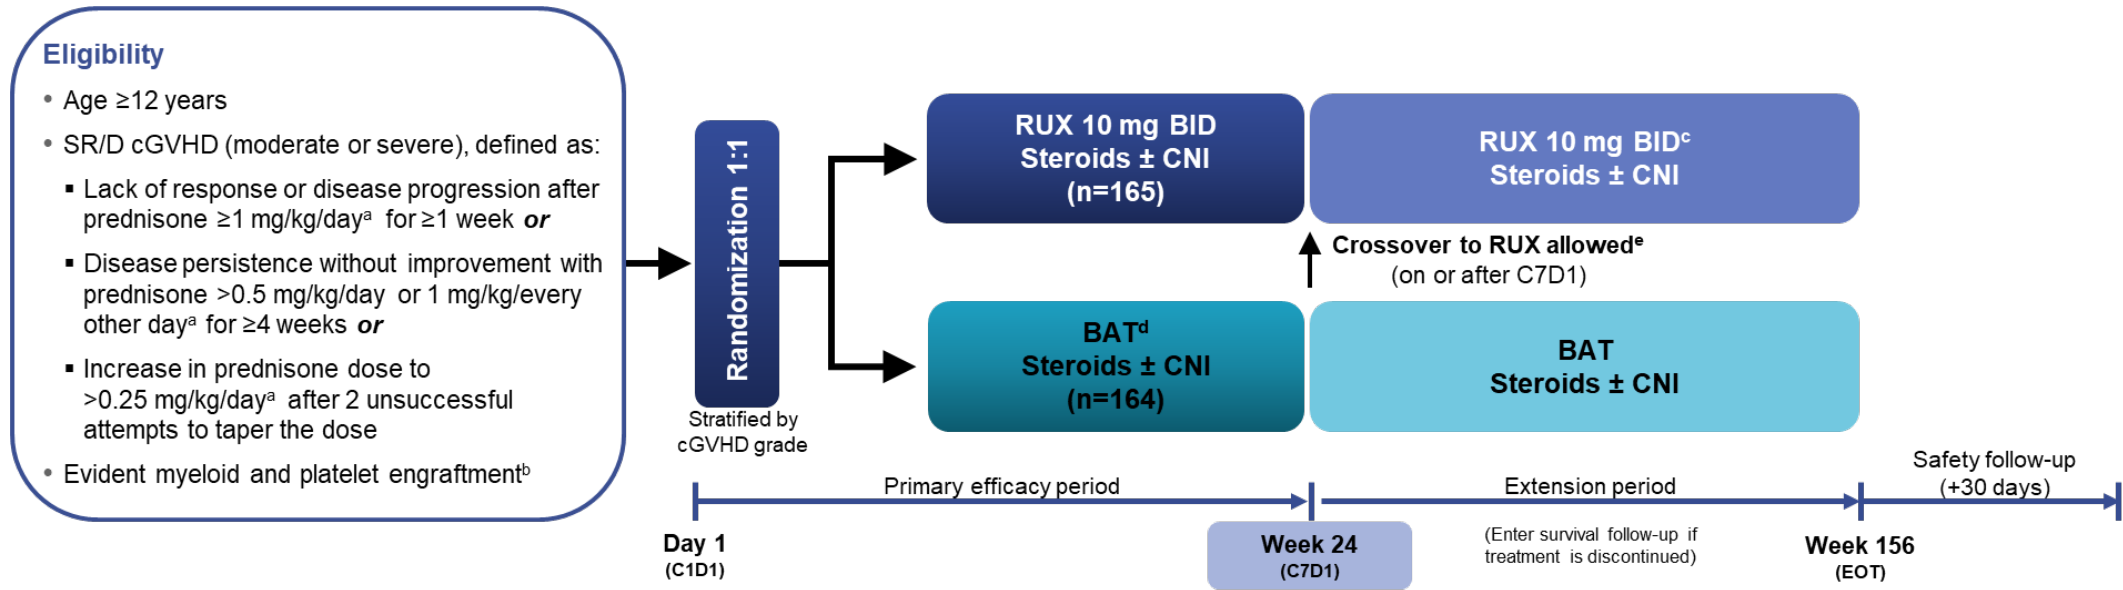 Eligibility
• Age ≥12 years
• SR/D cGVHD (moderate or severe), defined as:
▪ Lack of response or disease progression after
prednisone ≥1 mg/kg/dayᵃ for ≥1 week or
▪ Disease persistence without improvement with
prednisone >0.5 mg/kg/day or 1 mg/kg/every
other dayᵃ for ≥4 weeks or
▪ Increase in prednisone dose to
>0.25 mg/kg/dayᵃ after 2 unsuccessful
attempts to taper the dose
• Evident myeloid and platelet engraftmentᵇ
Randomization 1:1
Stratified by
cGVHD grade
RUX 10 mg BID
Steroids ± CNI
(n=165)
RUX 10 mg BIDᶜ
Steroids ± CNI
Crossover to RUX allowedᵉ
(on or after C7D1)
BATᵈ
Steroids ± CNI
(n=164)
BAT
Steroids ± CNI
Primary efficacy period
Extension period
Safety follow-up
(+30 days)
Day 1
(C1D1)
Week 24
(C7D1)
(Enter survival follow-up if
treatment is discontinued)
Week 156
(EOT)